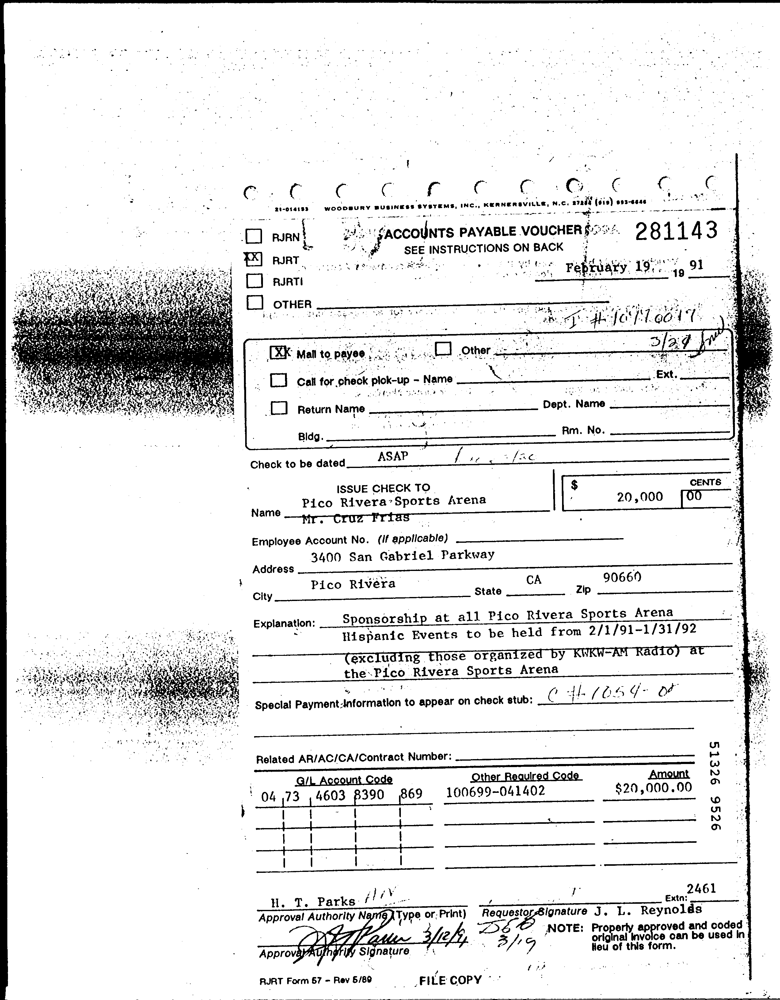 21-014183 WOODBURY BUSINESS SYSTEMS, INC., KERNERSVILLE, N.C.
RJRN ACCOUNTS PAYABLE VOUCHER 281143
SEE INSTRUCTIONS ON BACK
XX RJRT
February 19, 19 91
RJRTI
OTHER
3/29
XX Mail to payee Other
Call for check pick-up - Name Ext.
Return Name Dept. Name
Bldg. Rm. No.
Check to be dated ASAP
ISSUE CHECK TO $ CENTS
Pico Rivera Sports Arena 20,000 00
Name Mr. Cruz Frias
Employee Account No. (If applicable)
3400 San Gabriel Parkway
Address
Pico Rivera CA 90660
City State Zip
Explanation: Sponsorship at all Pico Rivera Sports Arena
Hispanic Events to be held from 2/1/91-1/31/92
(excluding those organized by KWKW-AM Radio) at
the Pico Rivera Sports Arena
Special Payment Information to appear on check stub: C #1054-
Related AR/AC/CA/Contract Number:
G/L Account Code Other Required Code Amount
04 73 4603 8390 869 100699-041402 $20,000.00
51326 9526
H. T. Parks 2461
Extn:
Approval Authority Name (Type or Print) Requestor Signature J. L. Reynolds
3/12/91 3/19 NOTE: Properly approved and coded
original invoice can be used in
lieu of this form.
Approval Authority Signature
RJRT Form 57 - Rev 5/89 FILE COPY